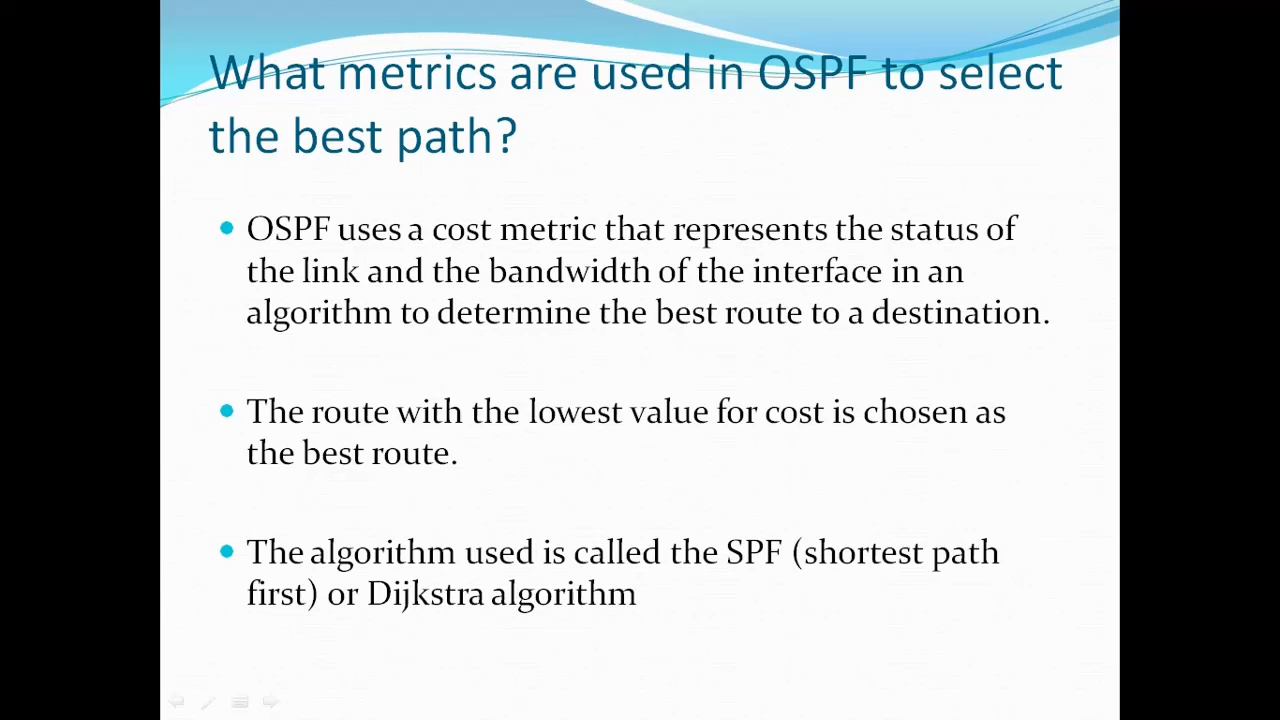 What metrics are used in OSPF to select
the best path?
• OSPF uses a cost metric that represents the status of
the link and the bandwidth of the interface in an
algorithm to determine the best route to a destination.
• The route with the lowest value for cost is chosen as
the best route.
• The algorithm used is called the SPF (shortest path
first) or Dijkstra algorithm